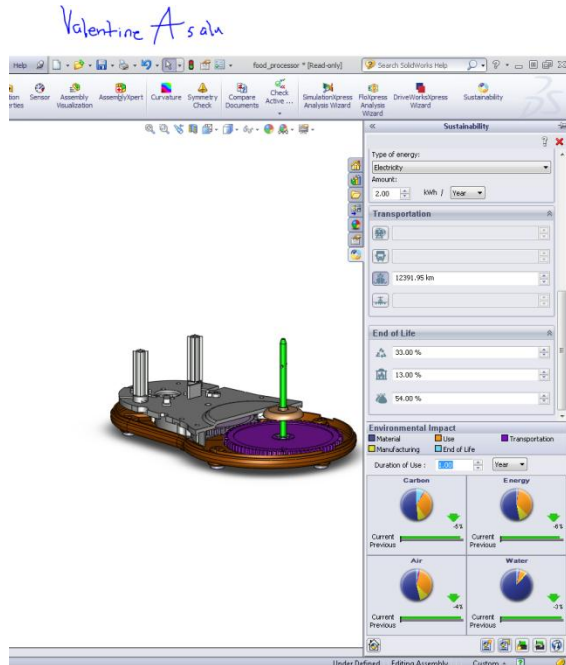 Valentine Asalu
Help
food_processor * [Read-only]
Search SolidWorks Help
Sensor
Assembly Visualization
AssemblyXpert
Curvature
Symmetry Check
Compare Documents
Check Active ...
SimulationXpress Analysis Wizard
FloXpress Analysis Wizard
DriveWorksXpress Wizard
Sustainability
Sustainability
Type of energy:
Electricity
Amount:
2.00 kWh / Year
Transportation
12391.95 km
End of Life
33.00 %
13.00 %
54.00 %
Environmental Impact
Material Use Transportation
Manufacturing End of Life
Duration of Use : Year
Carbon Energy
-5% -6%
Current Current
Previous Previous
Air Water
-4% -3%
Current Current
Previous Previous
Under Defined Editing Assembly Custom